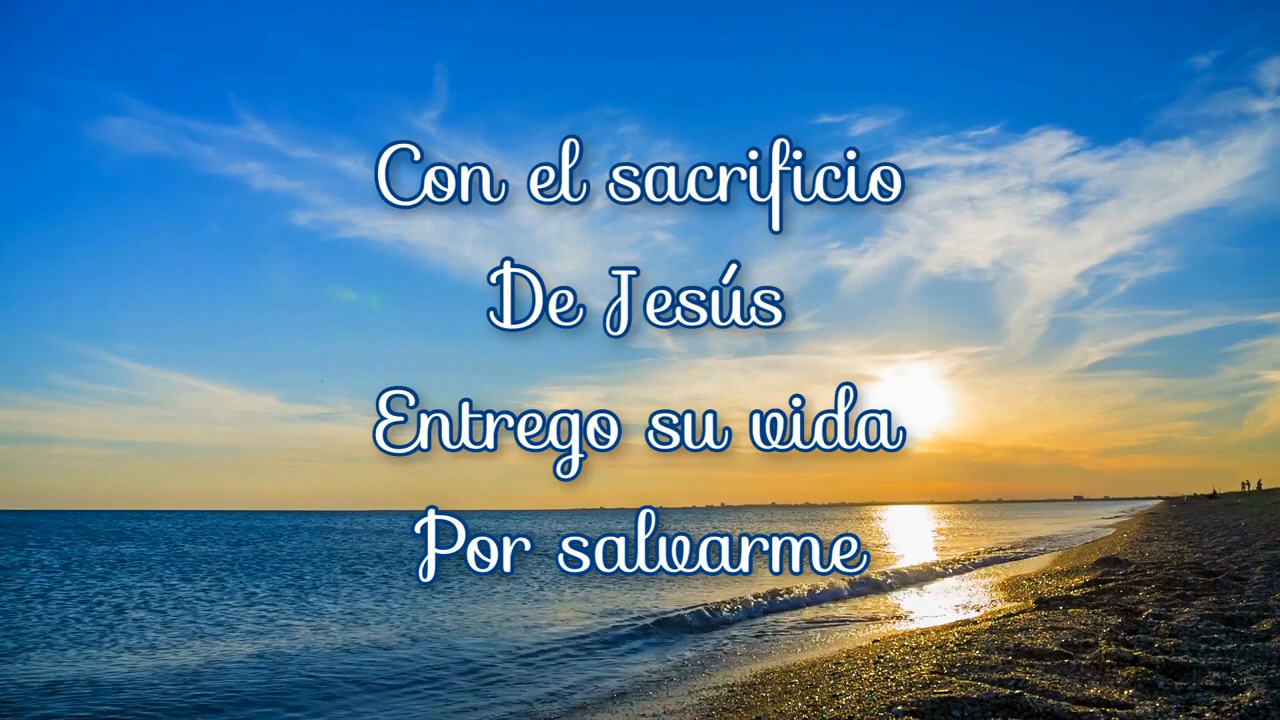 Con el sacrificio
De Jesús
Entrego su vida
Por salvarme